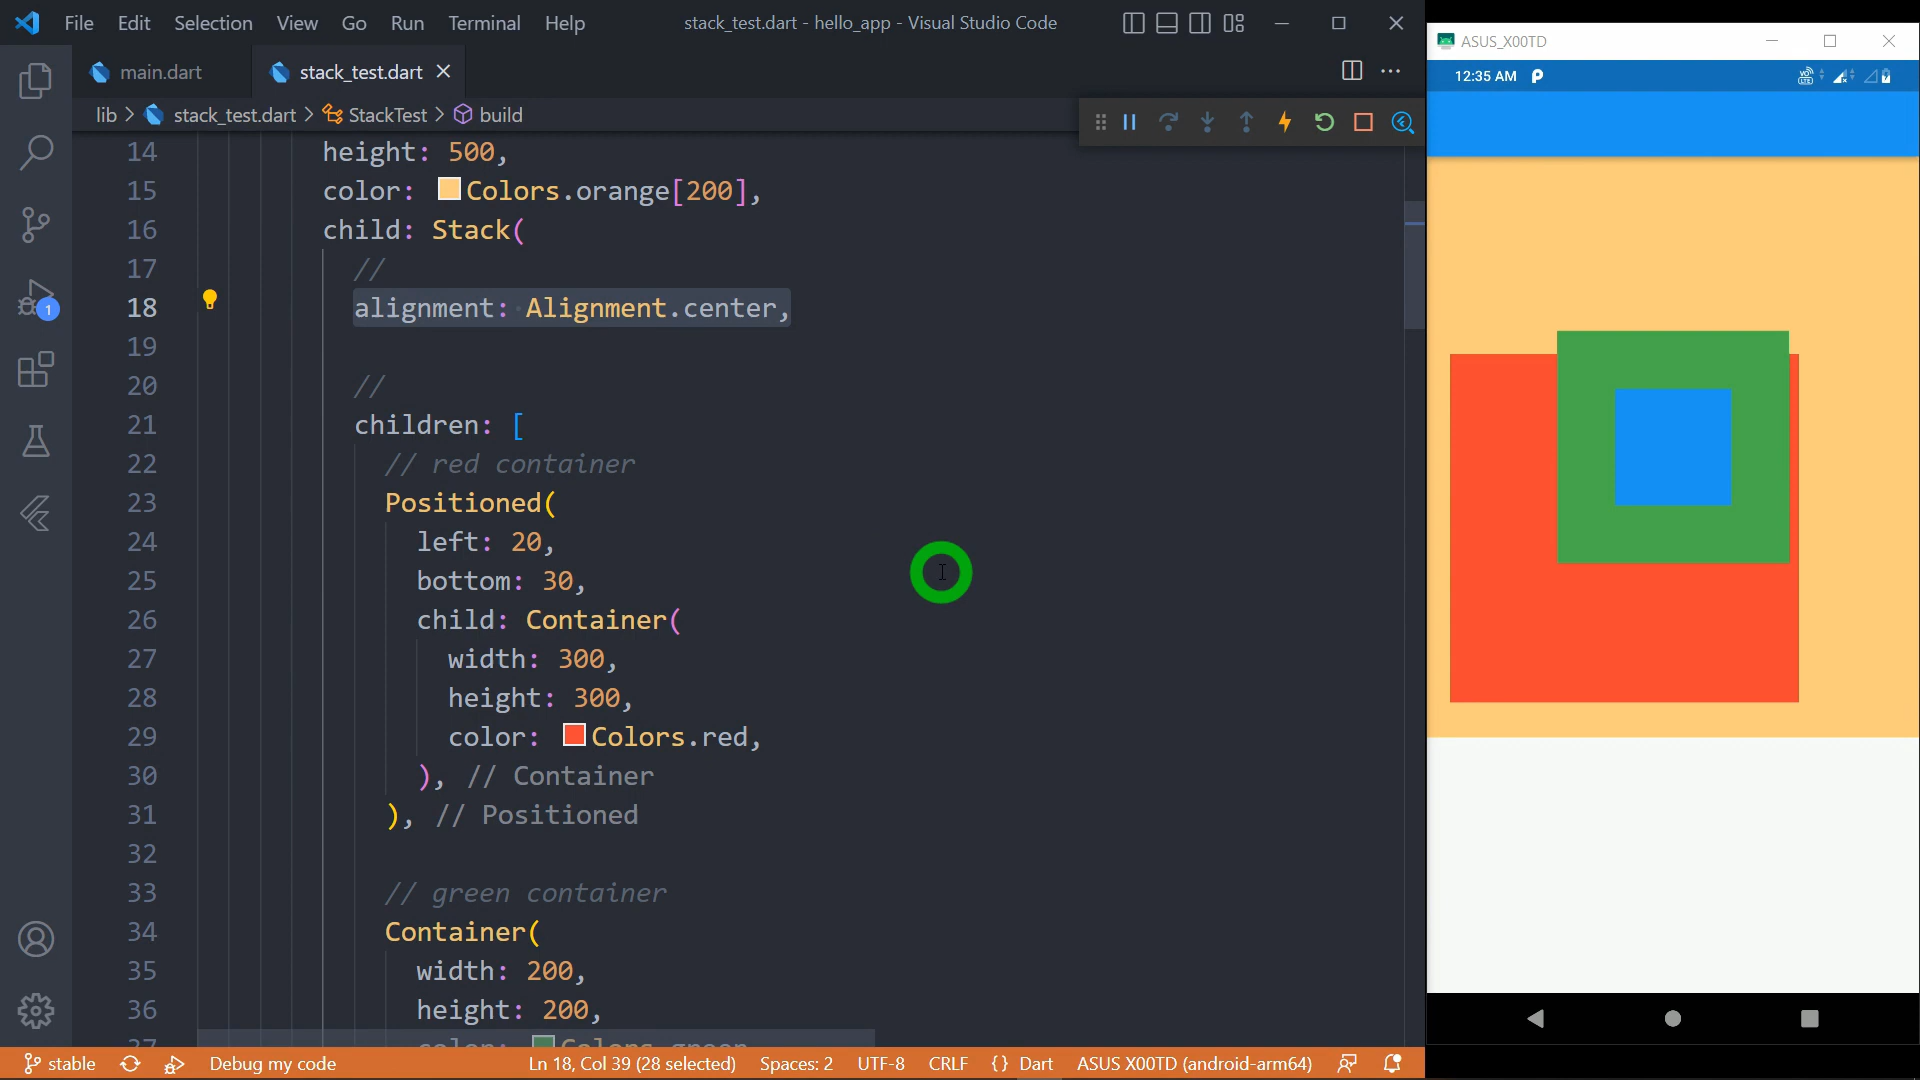 File Edit Selection View Go Run Terminal Help
stack_test.dart - hello_app - Visual Studio Code
main.dart
stack_test.dart
lib > stack_test.dart > StackTest > build
14 height: 500,
15 color: Colors.orange[200],
16 child: Stack(
17 //
18 alignment: Alignment.center,
19
20 //
21 children: [
22 // red container
23 Positioned(
24 left: 20,
25 bottom: 30,
26 child: Container(
27 width: 300,
28 height: 300,
29 color: Colors.red,
30 ), // Container
31 ), // Positioned
32
33 // green container
34 Container(
35 width: 200,
36 height: 200,
37 color: Colors.green
1
stable
Debug my code
Ln 18, Col 39 (28 selected)
Spaces: 2
UTF-8
CRLF
{ } Dart
ASUS X00TD (android-arm64)
ASUS_X00TD
12:35 AM